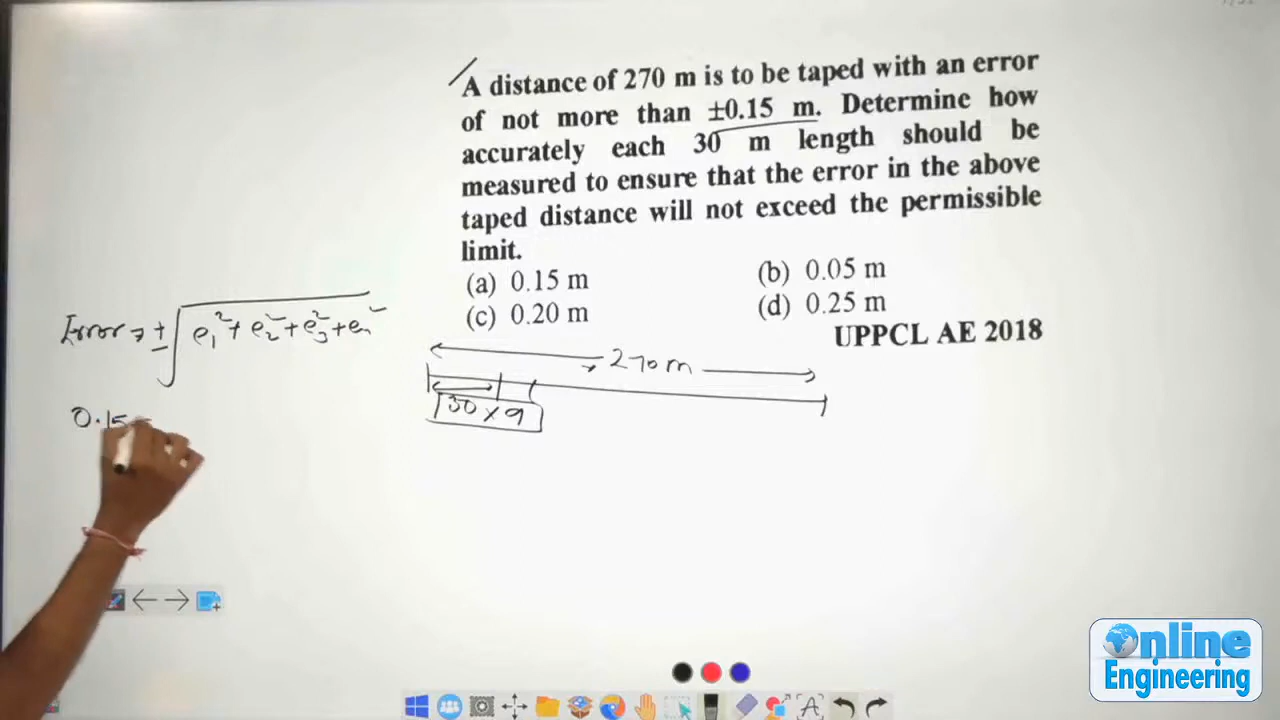 A distance of 270 m is to be taped with an error
of not more than ±0.15 m. Determine how
accurately each 30 m length should be
measured to ensure that the error in the above
taped distance will not exceed the permissible
limit.
(a) 0.15 m
(b) 0.05 m
(c) 0.20 m
(d) 0.25 m
UPPCL AE 2018
Error → ± √e₁² + e₂² + e₃² + eₙ²
270 m
30 × 9
0.15
Online
Engineering